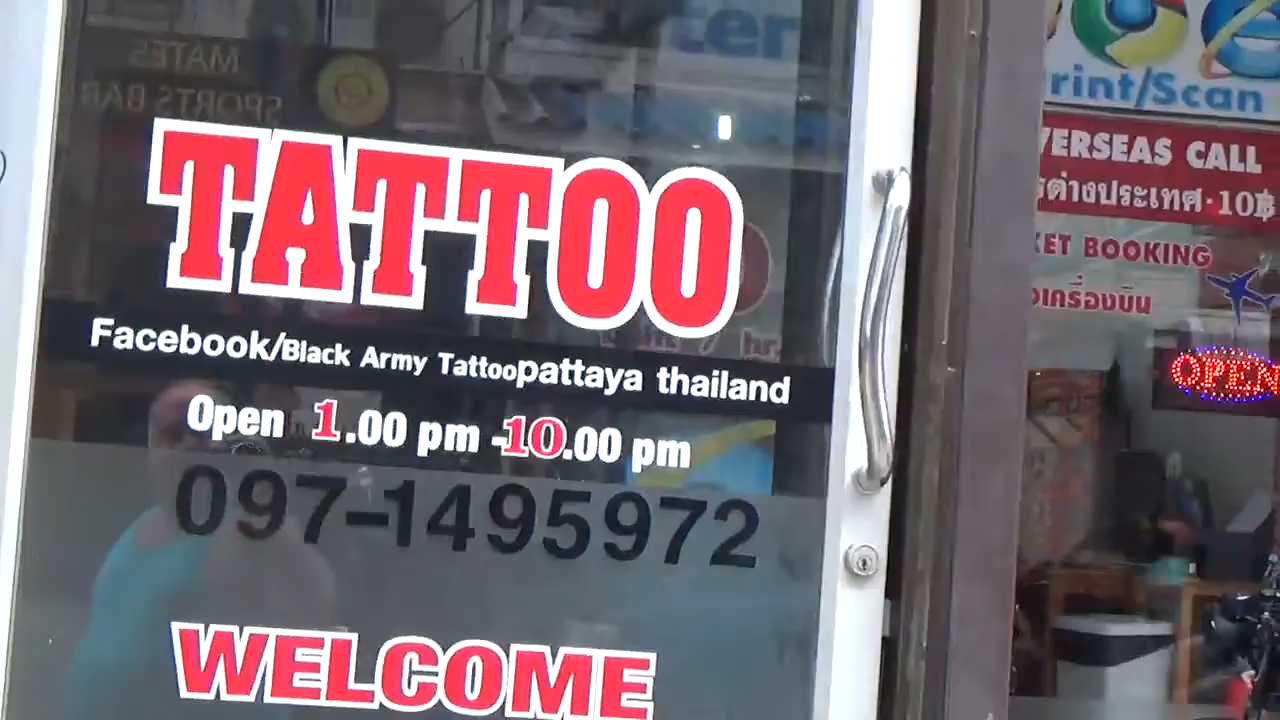 MATES
SPORTS BAR
TATTOO
Facebook/Black Army Tattoopattaya thailand
Open 1.00 pm -10.00 pm
097-1495972
WELCOME
rint/Scan
VERSEAS CALL
ต่างประเทศ·10฿
KET BOOKING
เครื่องบิน
OPEN